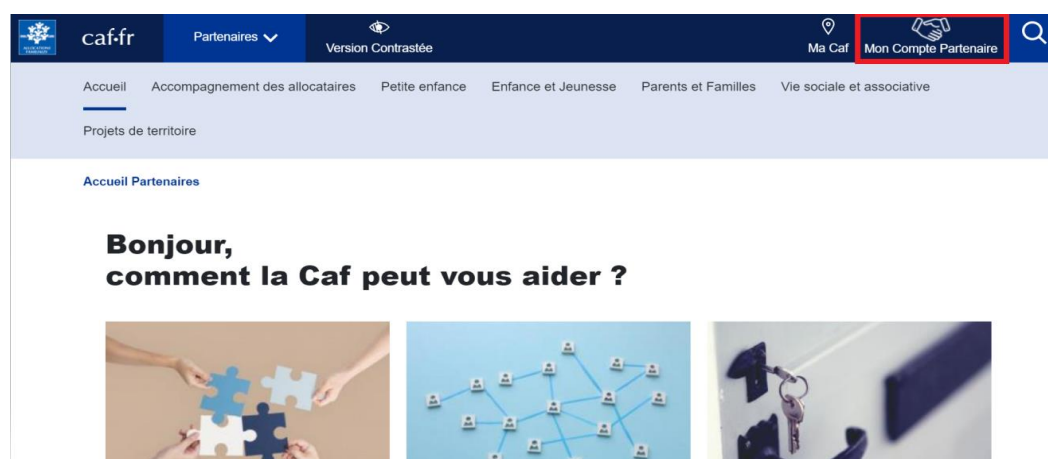 ALLOCATIONS
FAMILIALES
caf.fr
Partenaires
Version Contrastée
Ma Caf
Mon Compte Partenaire
Accueil
Accompagnement des allocataires
Petite enfance
Enfance et Jeunesse
Parents et Familles
Vie sociale et associative
Projets de territoire
Accueil Partenaires
Bonjour,
comment la Caf peut vous aider ?